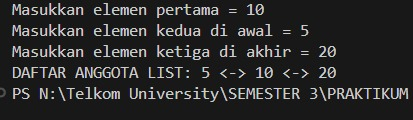 Masukkan elemen pertama = 10
Masukkan elemen kedua di awal = 5
Masukkan elemen ketiga di akhir = 20
DAFTAR ANGGOTA LIST: 5 <-> 10 <-> 20
PS N:\Telkom University\SEMESTER 3\PRAKTIKUM